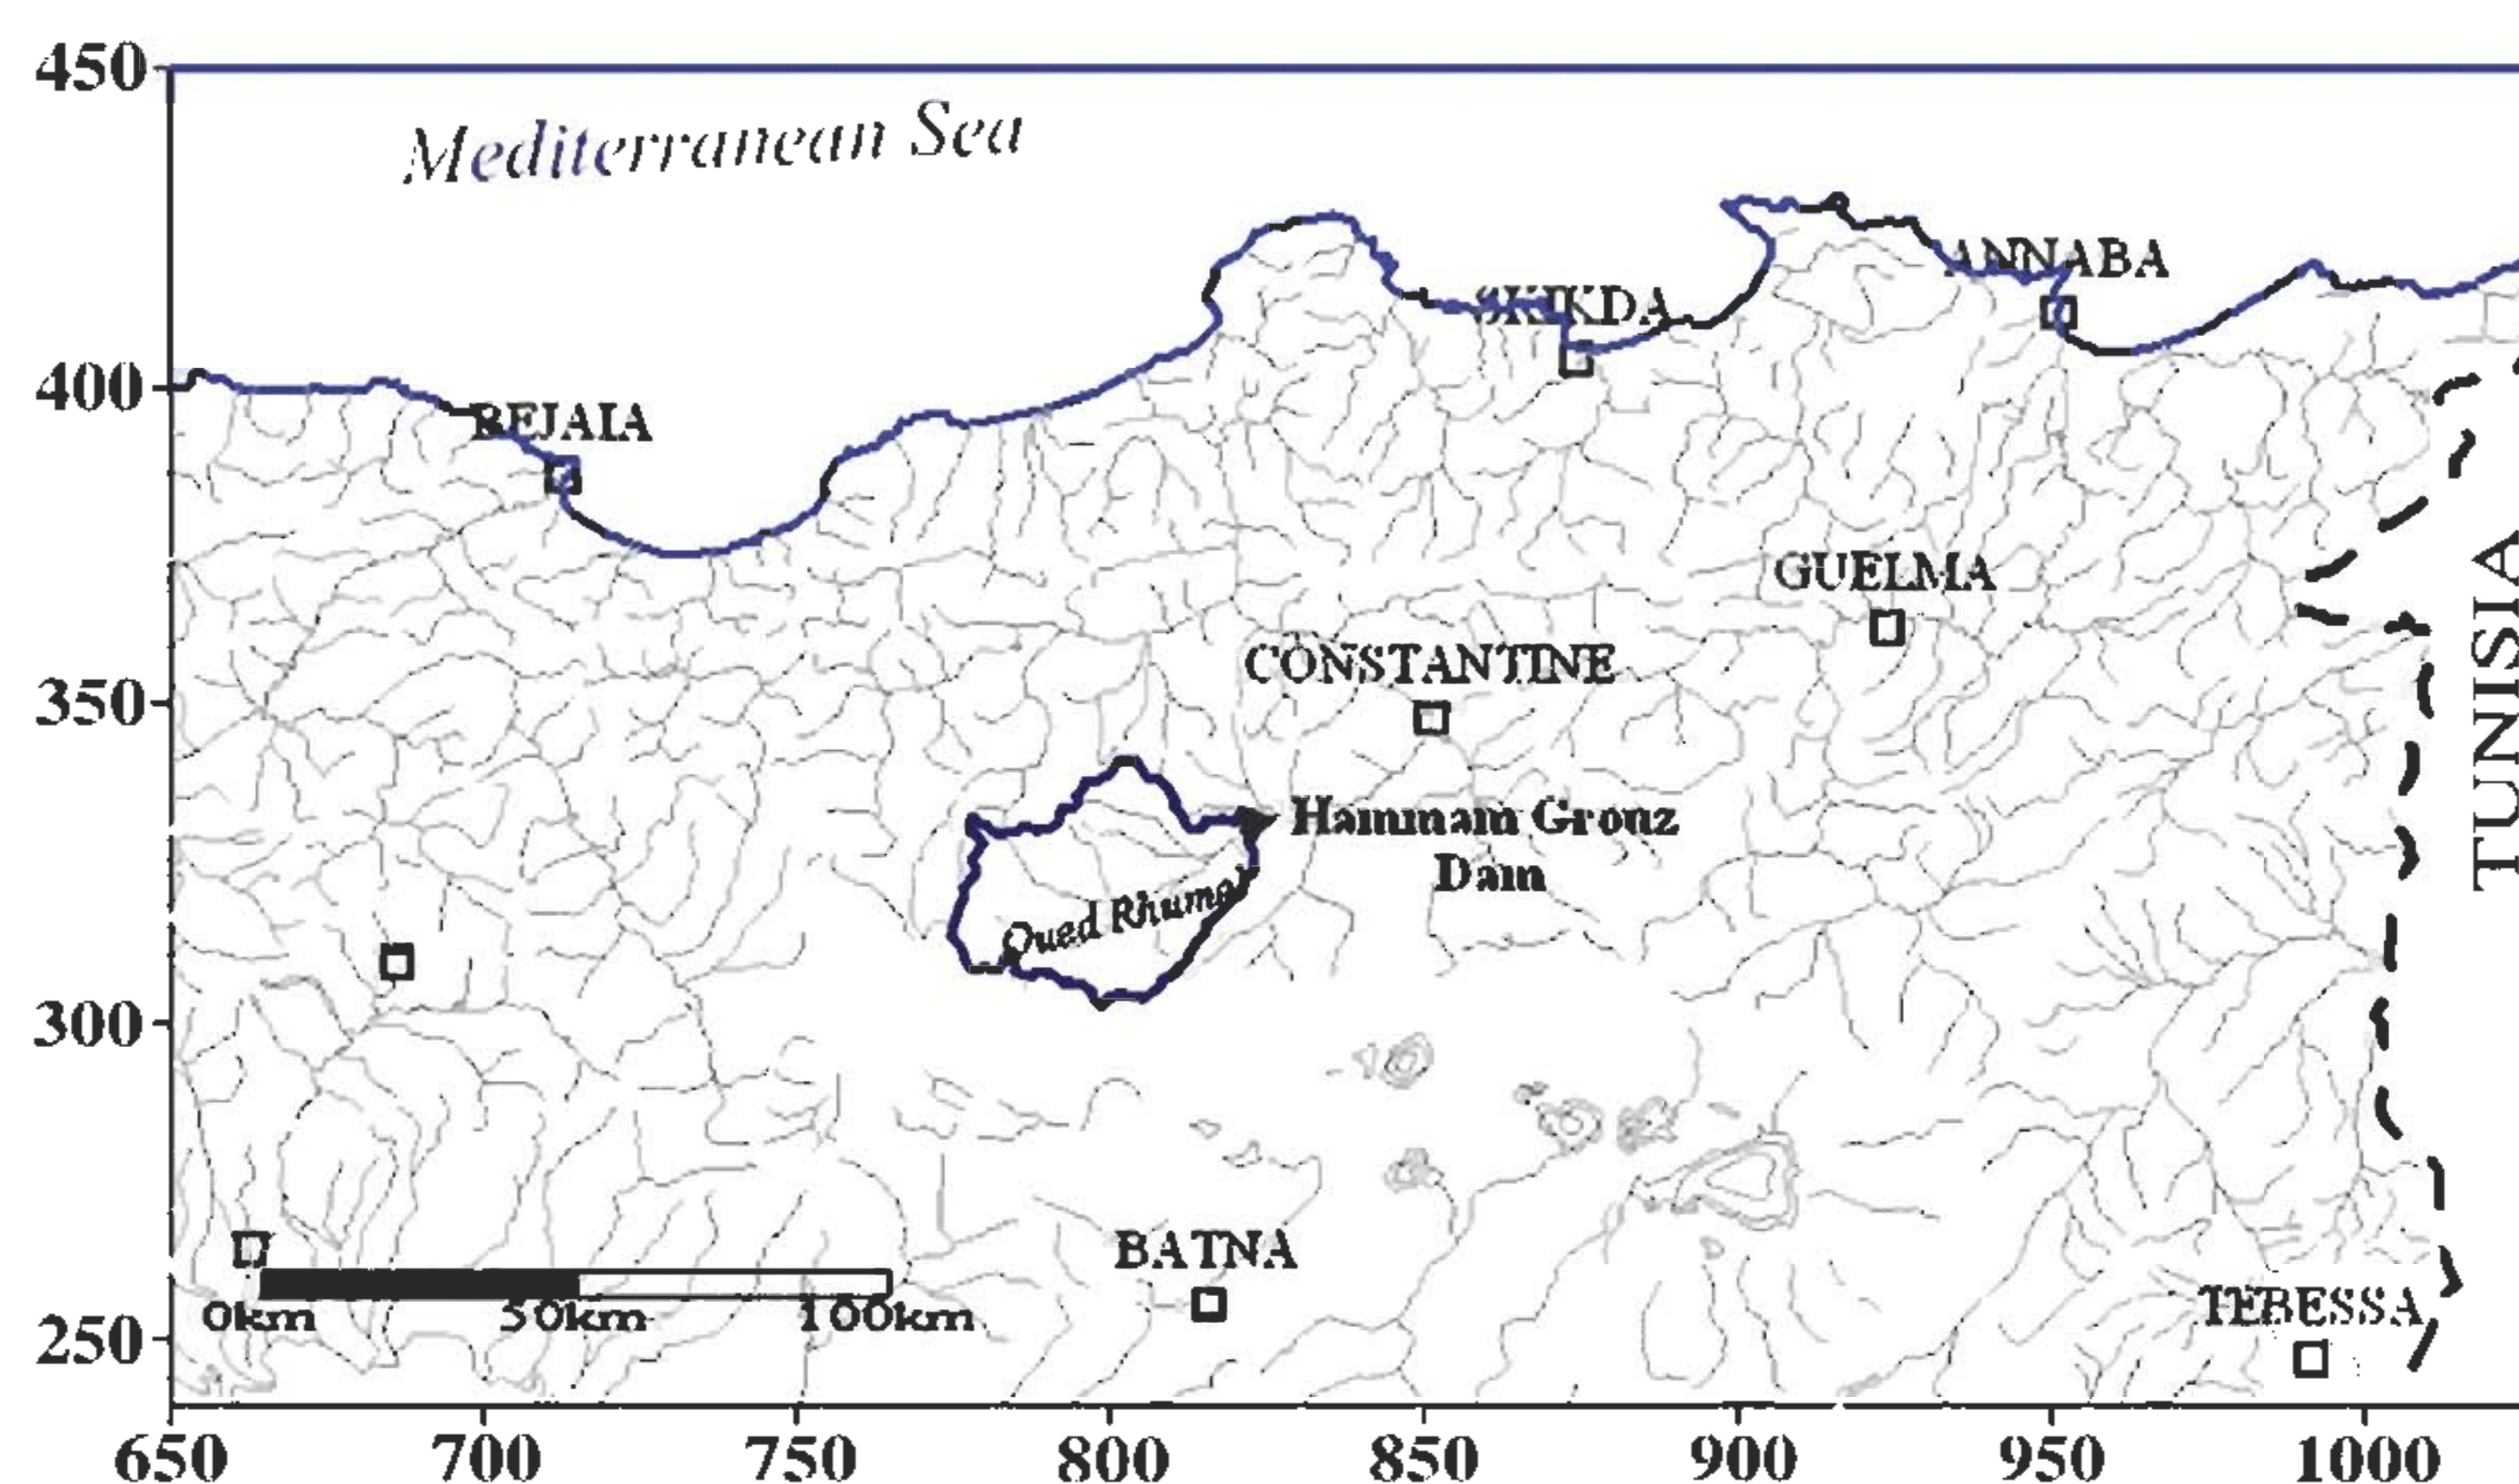 450
Mediterranean Sea
ANNABA
SKIKDA
400
BEJAIA
GUELMA
TUNISIA
CONSTANTINE
350
Hammam Grouz
Dam
Oued Rhumel
300
BATNA
TEBESSA
0km 50km 100km
250
650 700 750 800 850 900 950 1000